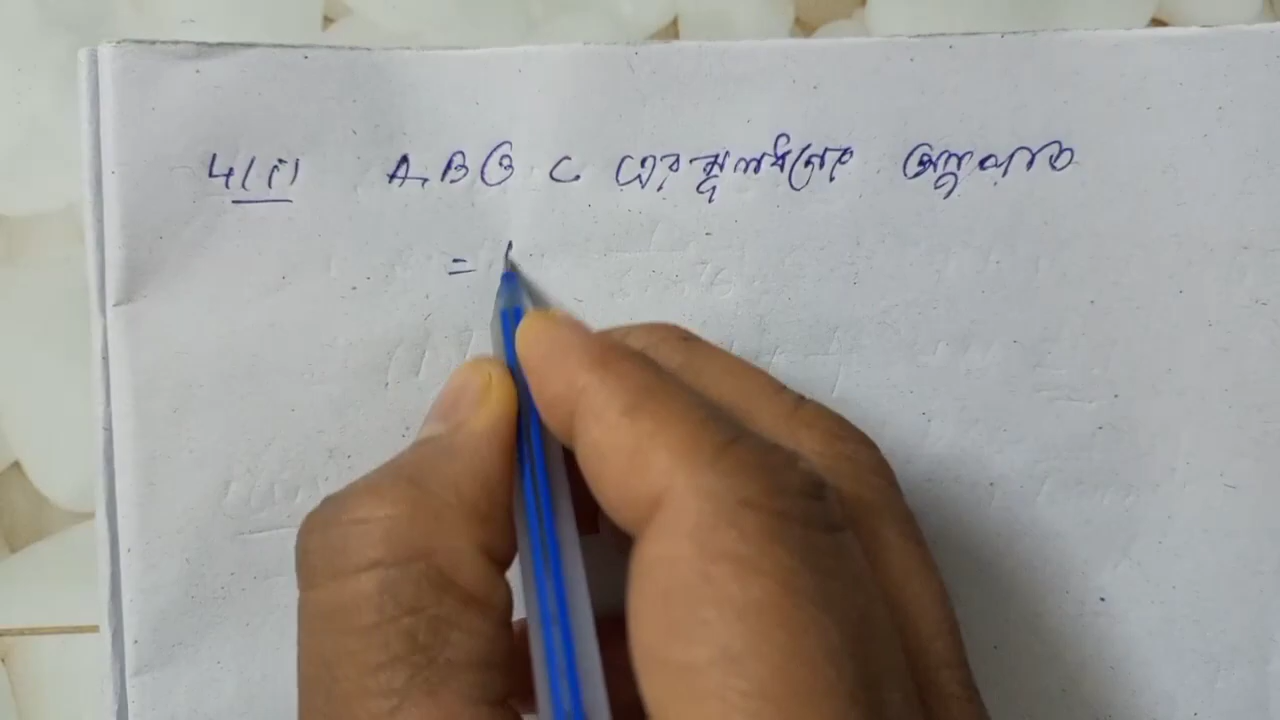 4(i) A, B ও C এর মূলধনের অনুপাত
=